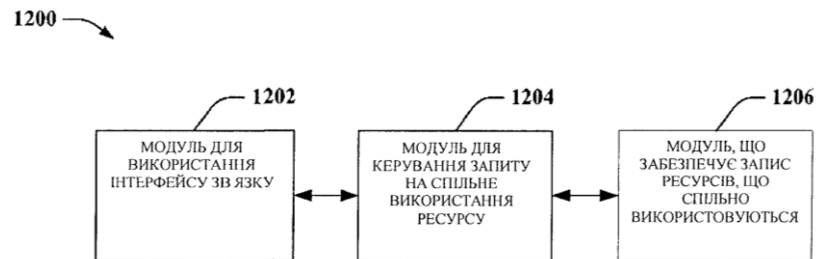 1200
1202
1204
1206
МОДУЛЬ ДЛЯ
ВИКОРИСТАННЯ
ІНТЕРФЕЙСУ ЗВ ЯЗКУ
МОДУЛЬ ДЛЯ
КЕРУВАННЯ ЗАПИТУ
НА СПІЛЬНЕ
ВИКОРИСТАННЯ
РЕСУРСУ
МОДУЛЬ, ЩО
ЗАБЕЗПЕЧУЄ ЗАПИС
РЕСУРСІВ, ЩО
СПІЛЬНО
ВИКОРИСТОВУЮТЬСЯ